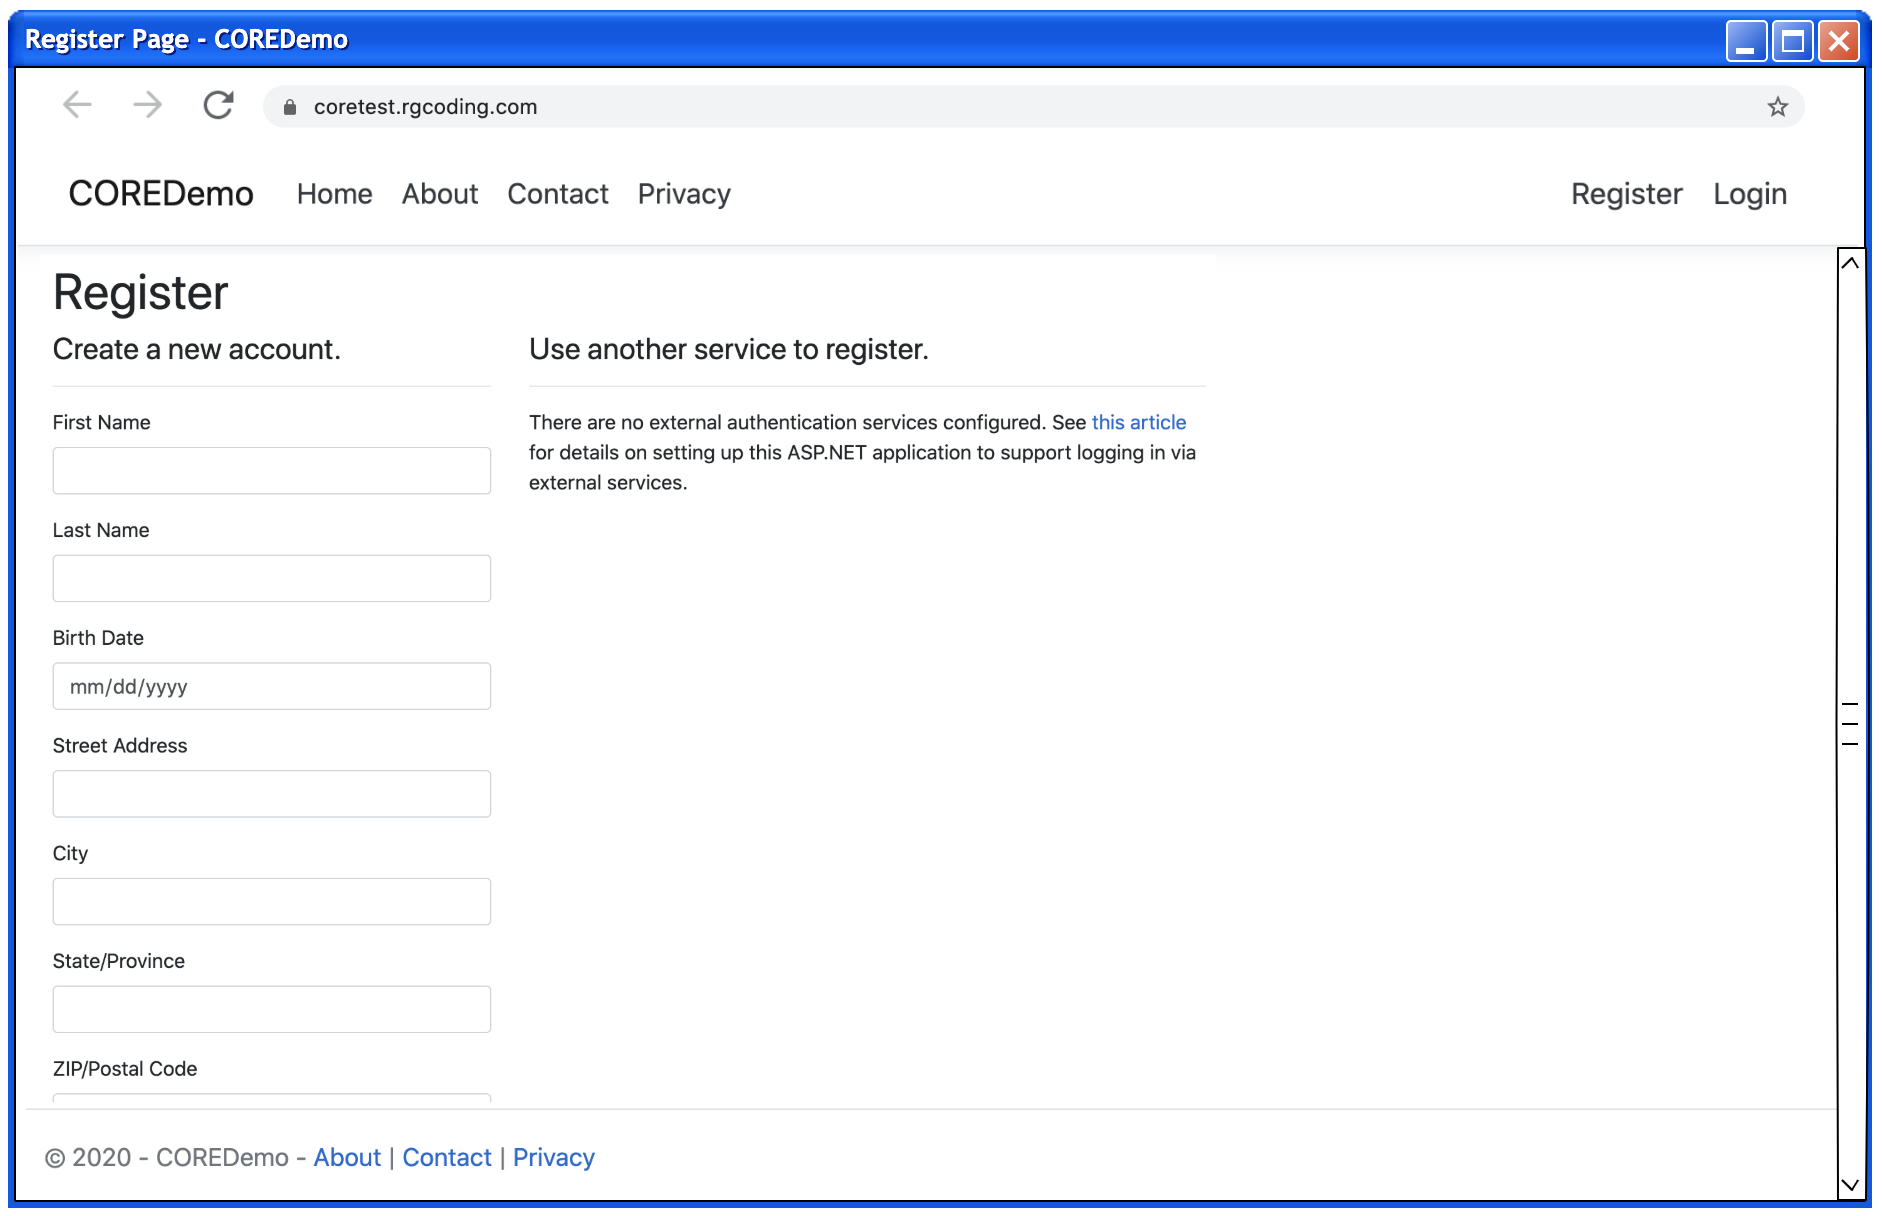 Register Page - COREDemo
coretest.rgcoding.com
COREDemo Home About Contact Privacy Register Login
Register
Create a new account.
Use another service to register.
First Name
There are no external authentication services configured. See this article
for details on setting up this ASP.NET application to support logging in via
external services.
Last Name
Birth Date
mm/dd/yyyy
Street Address
City
State/Province
ZIP/Postal Code
© 2020 - COREDemo - About | Contact | Privacy